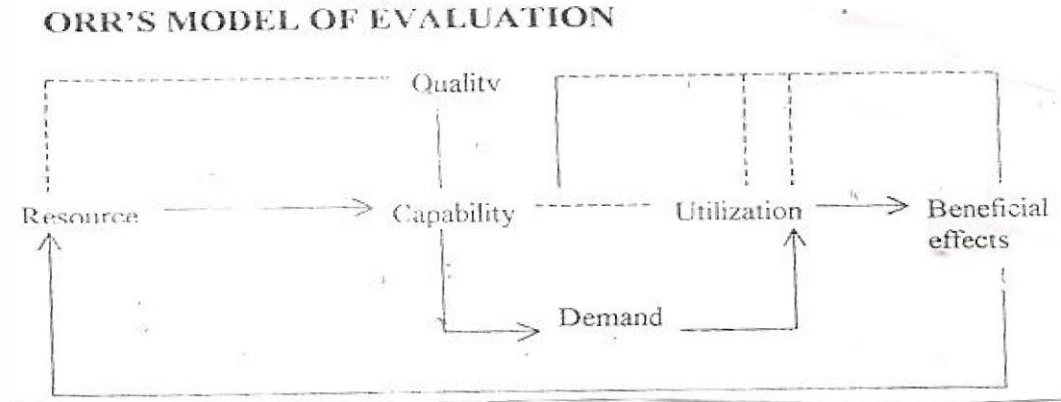 ORR'S MODEL OF EVALUATION
Quality
Resource
Capability
Utilization
Beneficial
effects
Demand